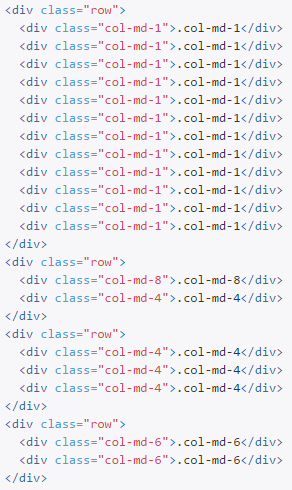 <div class="row">
  <div class="col-md-1">.col-md-1</div>
  <div class="col-md-1">.col-md-1</div>
  <div class="col-md-1">.col-md-1</div>
  <div class="col-md-1">.col-md-1</div>
  <div class="col-md-1">.col-md-1</div>
  <div class="col-md-1">.col-md-1</div>
  <div class="col-md-1">.col-md-1</div>
  <div class="col-md-1">.col-md-1</div>
  <div class="col-md-1">.col-md-1</div>
  <div class="col-md-1">.col-md-1</div>
  <div class="col-md-1">.col-md-1</div>
  <div class="col-md-1">.col-md-1</div>
</div>
<div class="row">
  <div class="col-md-8">.col-md-8</div>
  <div class="col-md-4">.col-md-4</div>
</div>
<div class="row">
  <div class="col-md-4">.col-md-4</div>
  <div class="col-md-4">.col-md-4</div>
  <div class="col-md-4">.col-md-4</div>
</div>
<div class="row">
  <div class="col-md-6">.col-md-6</div>
  <div class="col-md-6">.col-md-6</div>
</div>